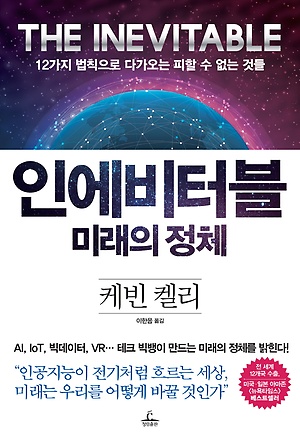 THE INEVITABLE
12가지 법칙으로 다가오는 피할 수 없는 것들
인에비터블
미래의 정체
케빈 켈리
이한음 옮김
AI, IoT, 빅데이터, VR… 테크 빅뱅이 만드는 미래의 정체를 밝힌다!
“인공지능이 전기처럼 흐르는 세상,
미래는 우리를 어떻게 바꿀 것인가”
전 세계
12개국 수출,
미국·일본 아마존
〈뉴욕타임스〉
베스트셀러
청림출판